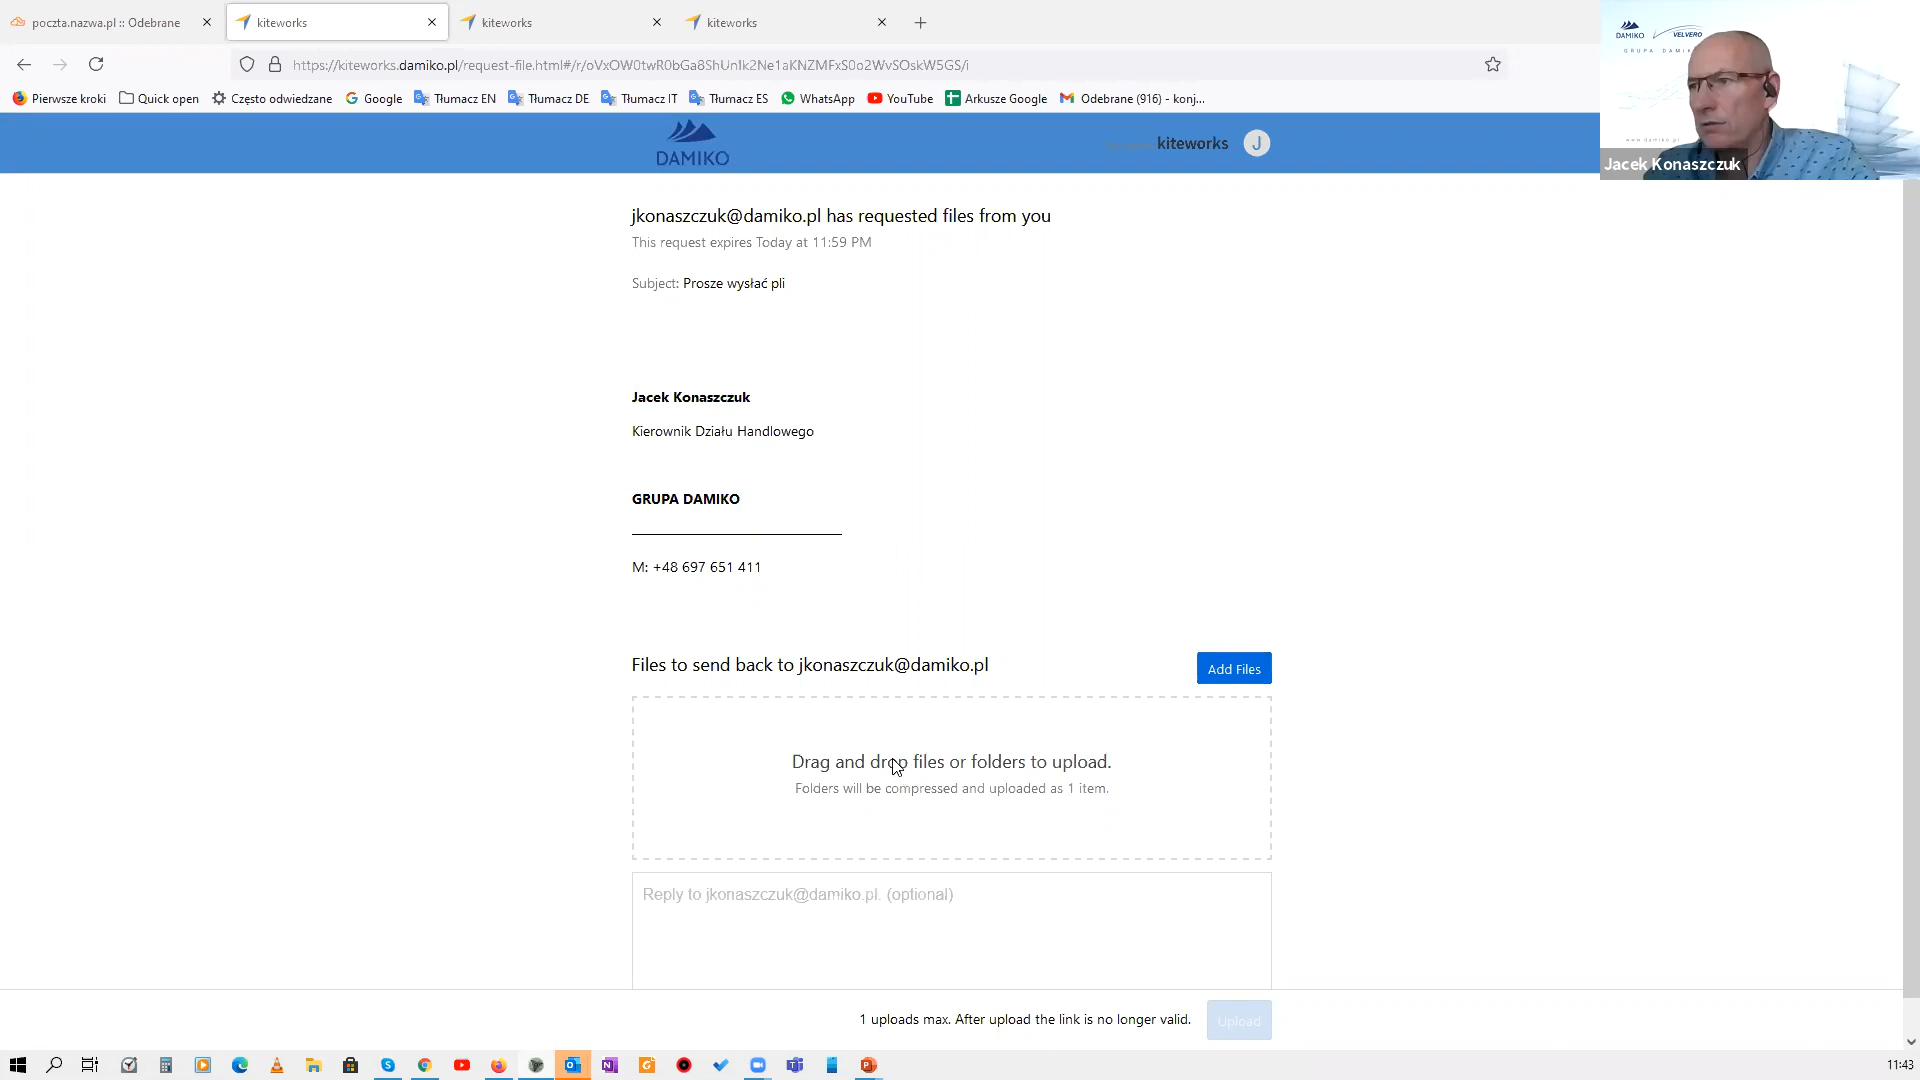 poczta.nazwa.pl :: Odebrane
kiteworks
kiteworks
kiteworks
https://kiteworks.damiko.pl/request-file.html#/r/
Pierwsze kroki
Quick open
Często odwiedzane
Google
Tłumacz EN
Tłumacz DE
Tłumacz IT
Tłumacz ES
WhatsApp
YouTube
Arkusze Google
Odebrane (916) - konj...
DAMIKO
VELVERO
GRUPA
Jacek Konaszczuk
DAMIKO
kiteworks
J
jkonaszczuk@damiko.pl has requested files from you
This request expires Today at 11:59 PM
Subject: Prosze wysłać pli
Jacek Konaszczuk
Kierownik Działu Handlowego
GRUPA DAMIKO
M: +48 697 651 411
Files to send back to jkonaszczuk@damiko.pl
Add Files
Drag and drop files or folders to upload.
Folders will be compressed and uploaded as 1 item.
Reply to jkonaszczuk@damiko.pl. (optional)
1 uploads max. After upload the link is no longer valid.
Upload
11:43